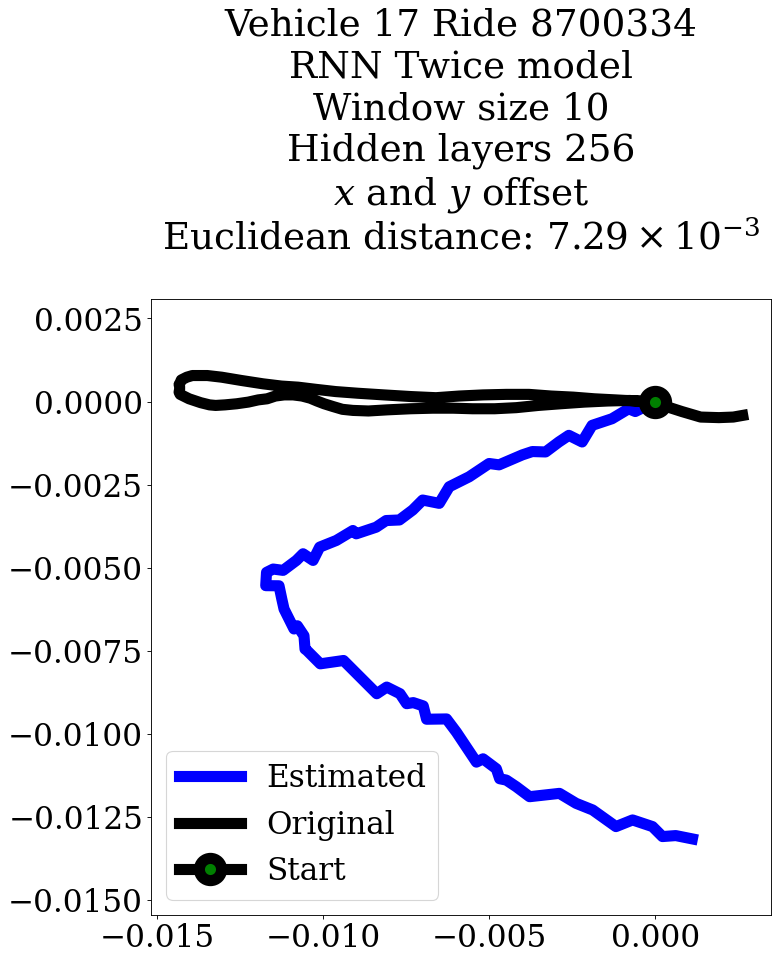 Vehicle 17 Ride 8700334
RNN Twice model
Window size 10
Hidden layers 256
x and y offset
Euclidean distance: 7.29 × 10⁻³
0.0025
0.0000
−0.0025
−0.0050
−0.0075
−0.0100
−0.0125
−0.0150
Estimated
Original
Start
−0.015
−0.010
−0.005
0.000